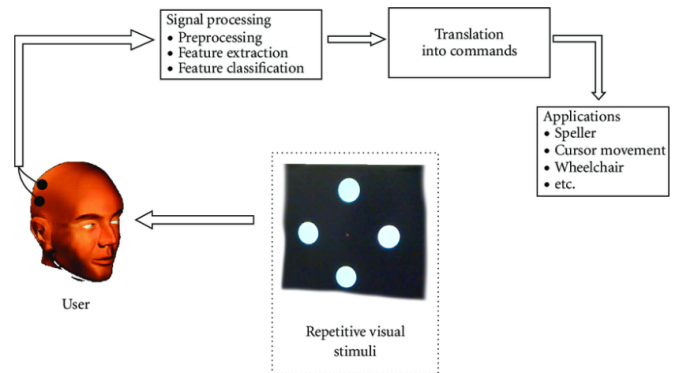 Signal processing
• Preprocessing
• Feature extraction
• Feature classification
Translation
into commands
Applications
• Speller
• Cursor movement
• Wheelchair
• etc.
User
Repetitive visual
stimuli